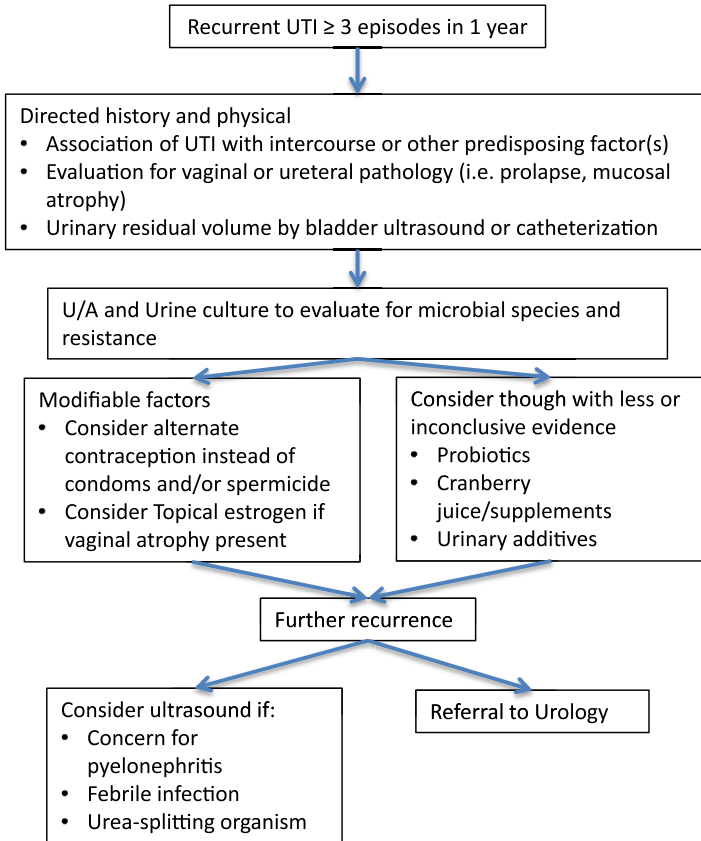 Recurrent UTI ≥ 3 episodes in 1 year
Directed history and physical
• Association of UTI with intercourse or other predisposing factor(s)
• Evaluation for vaginal or ureteral pathology (i.e. prolapse, mucosal
atrophy)
• Urinary residual volume by bladder ultrasound or catheterization
U/A and Urine culture to evaluate for microbial species and
resistance
Modifiable factors
• Consider alternate
contraception instead of
condoms and/or spermicide
• Consider Topical estrogen if
vaginal atrophy present
Consider though with less or
inconclusive evidence
• Probiotics
• Cranberry
juice/supplements
• Urinary additives
Further recurrence
Consider ultrasound if:
• Concern for
pyelonephritis
• Febrile infection
• Urea-splitting organism
Referral to Urology